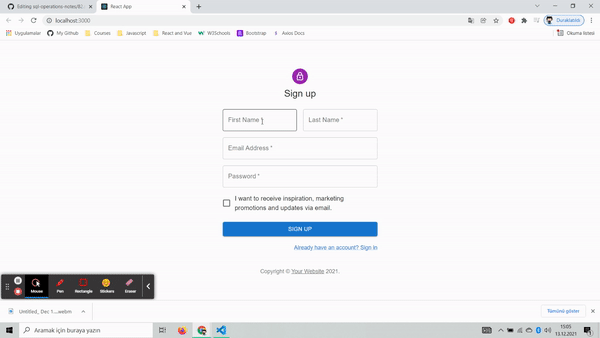 Editing sql-operations-notes/B
React App
localhost:3000
Duraklatıldı
Uygulamalar
My Github
Courses
Javascript
React and Vue
W3Schools
Bootstrap
Axios Docs
Okuma listesi
Sign up
First Name *
Last Name *
Email Address *
Password *
I want to receive inspiration, marketing
promotions and updates via email.
SIGN UP
Already have an account? Sign in
Copyright © Your Website 2021.
Mouse
Pen
Rectangle
Stickers
Eraser
Untitled_ Dec 1....webm
Tümünü göster
Aramak için buraya yazın
15:05
13.12.2021